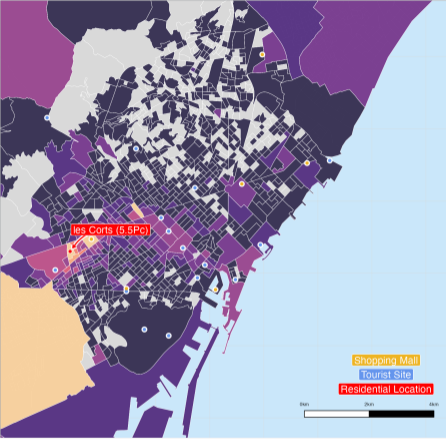 les Corts (5.5Pc)
Shopping Mall
Tourist Site
Residential Location
0km 2km 4km